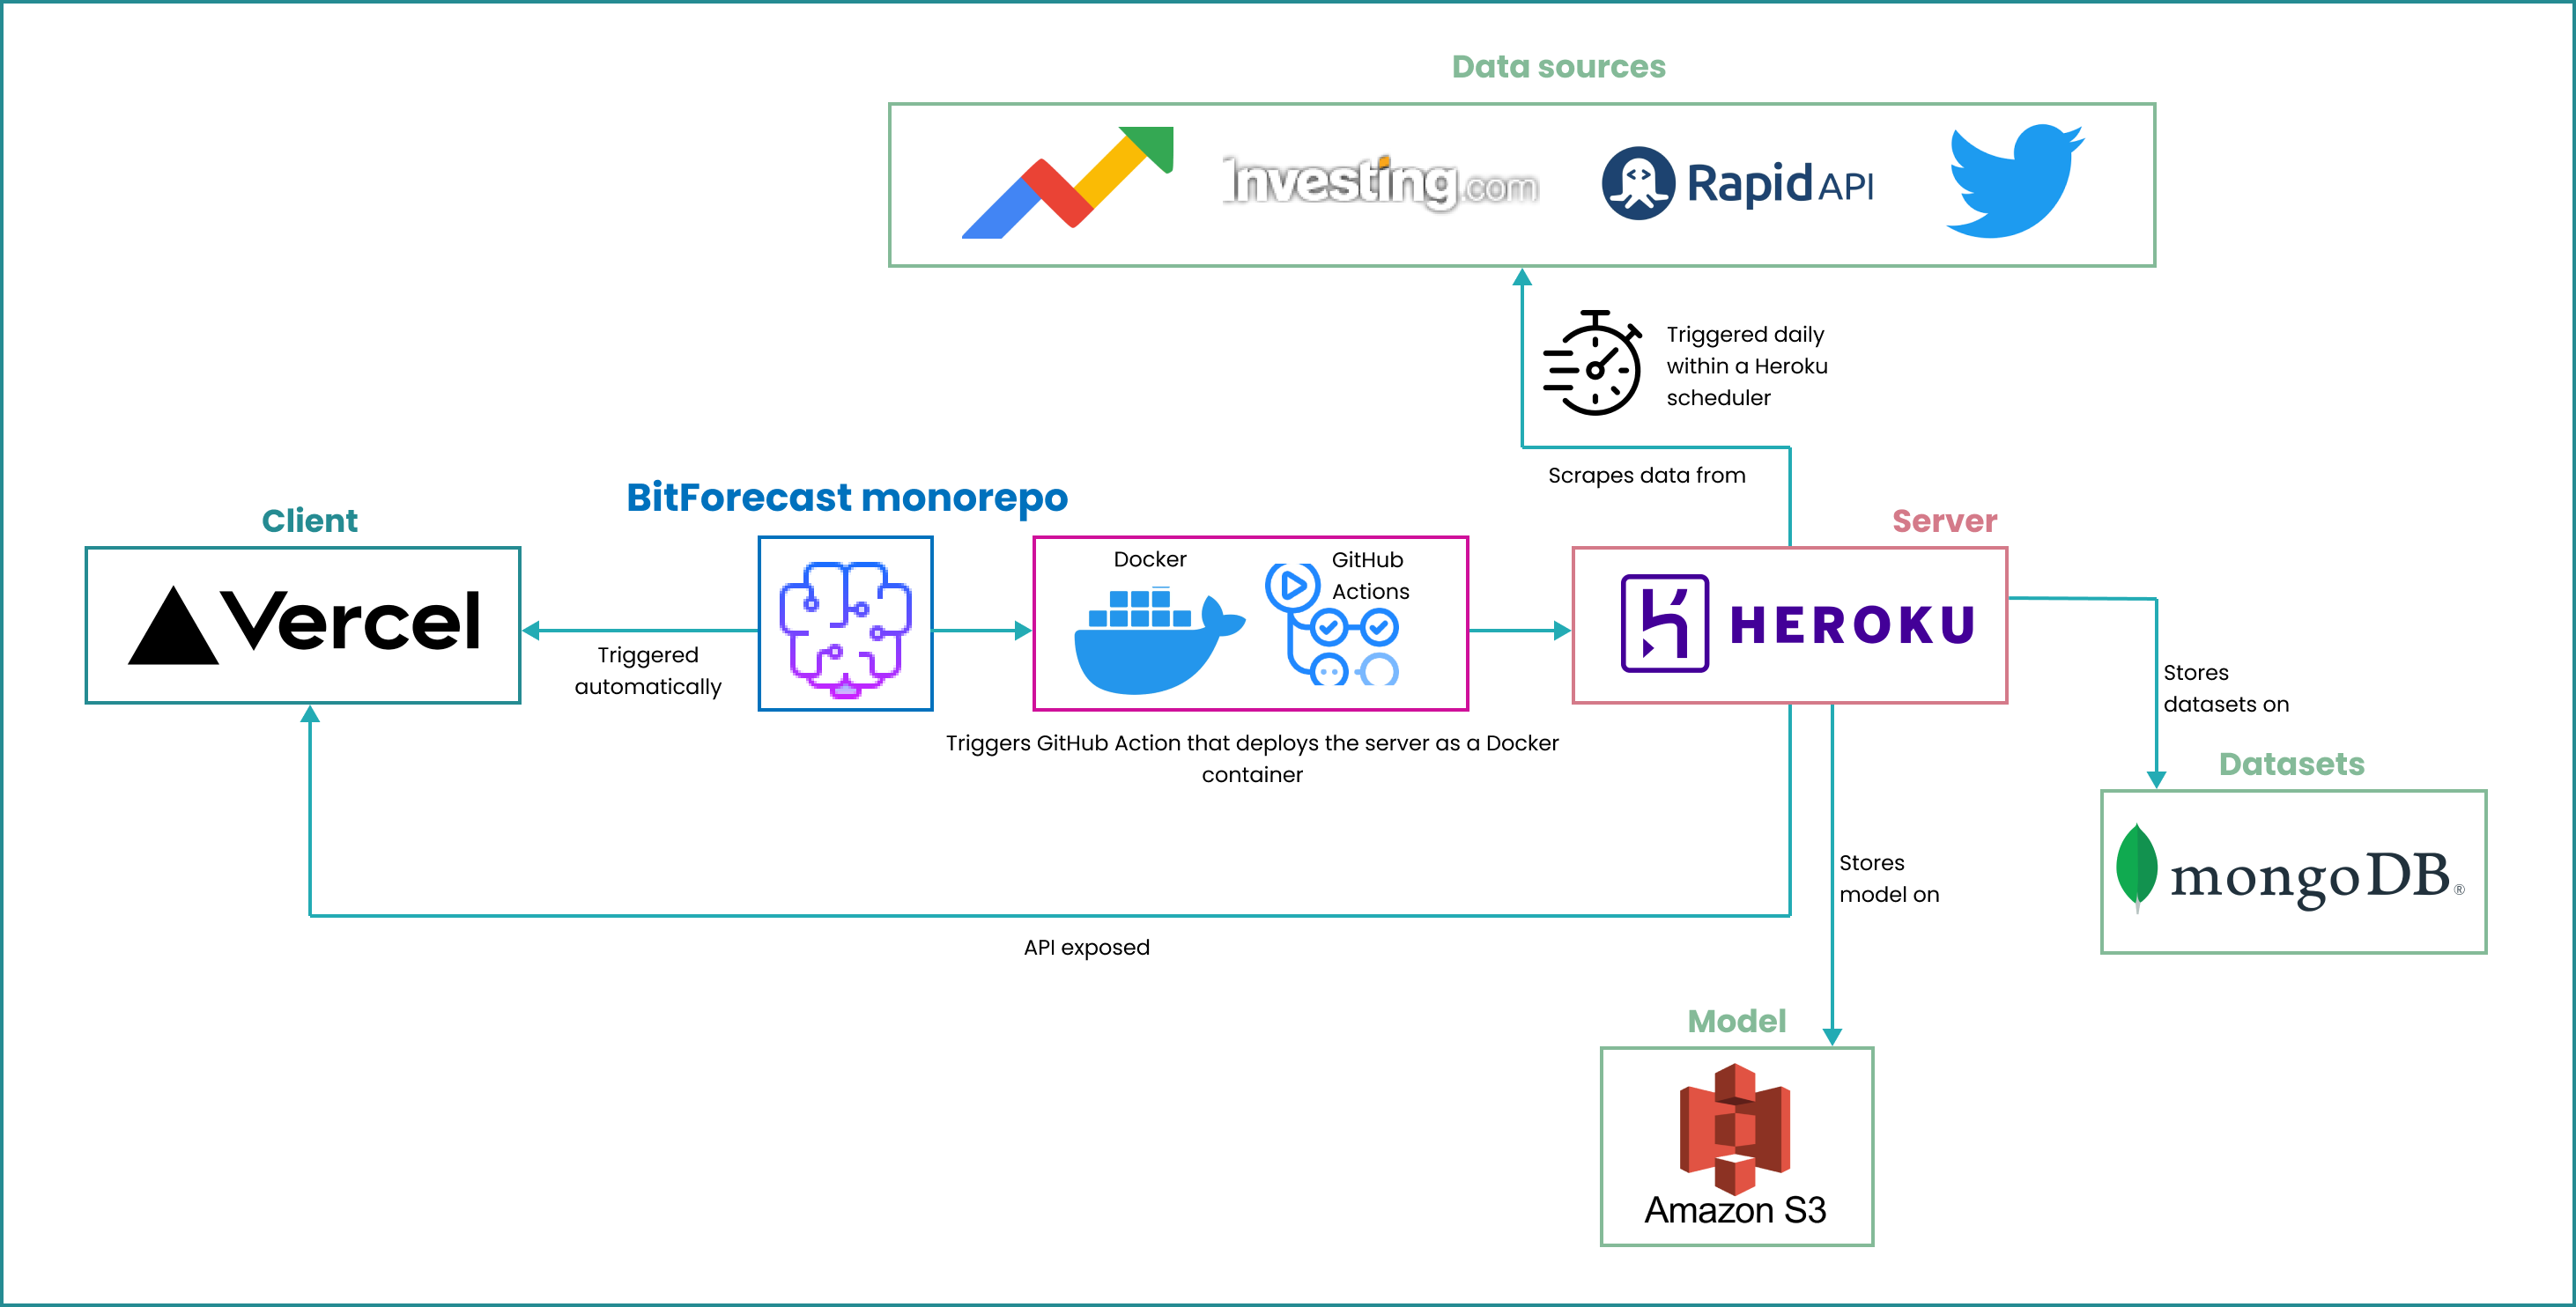 Data sources
Investing.com
Rapid API
Triggered daily
within a Heroku
scheduler
Scrapes data from
BitForecast monorepo
Client
Server
Vercel
Docker
GitHub
Actions
HEROKU
Triggered
automatically
Triggers GitHub Action that deploys the server as a Docker
container
Stores
datasets on
Datasets
mongoDB®
Stores
model on
API exposed
Model
Amazon S3